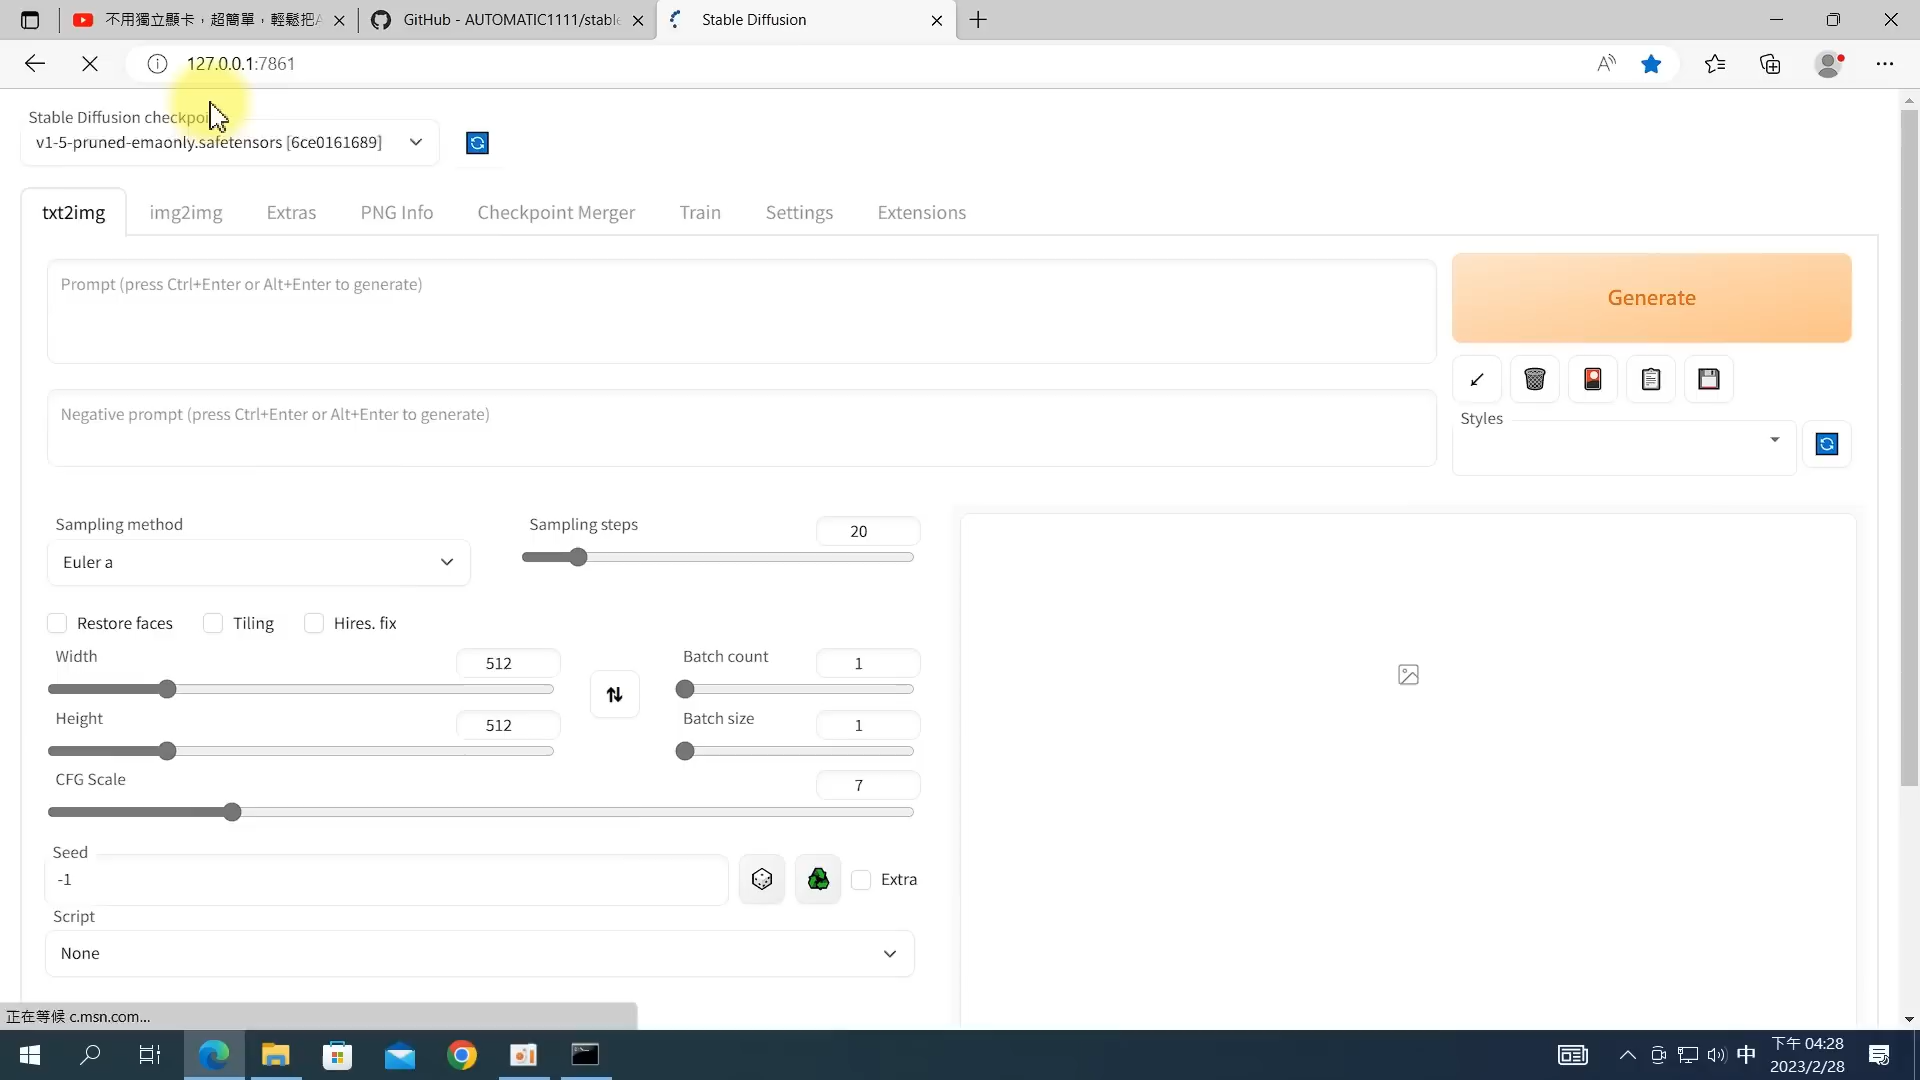 不用獨立顯卡，超簡單，輕鬆把A
GitHub - AUTOMATIC1111/stable
Stable Diffusion
127.0.0.1:7861
Stable Diffusion checkpoi
v1-5-pruned-emaonly.safetensors [6ce0161689]
txt2img
img2img
Extras
PNG Info
Checkpoint Merger
Train
Settings
Extensions
Prompt (press Ctrl+Enter or Alt+Enter to generate)
Generate
Negative prompt (press Ctrl+Enter or Alt+Enter to generate)
Styles
Sampling method
Euler a
Sampling steps
20
Restore faces
Tiling
Hires. fix
Width
512
Batch count
1
Height
512
Batch size
1
CFG Scale
7
Seed
-1
Extra
Script
None
正在等候 c.msn.com...
中
下午 04:28
2023/2/28